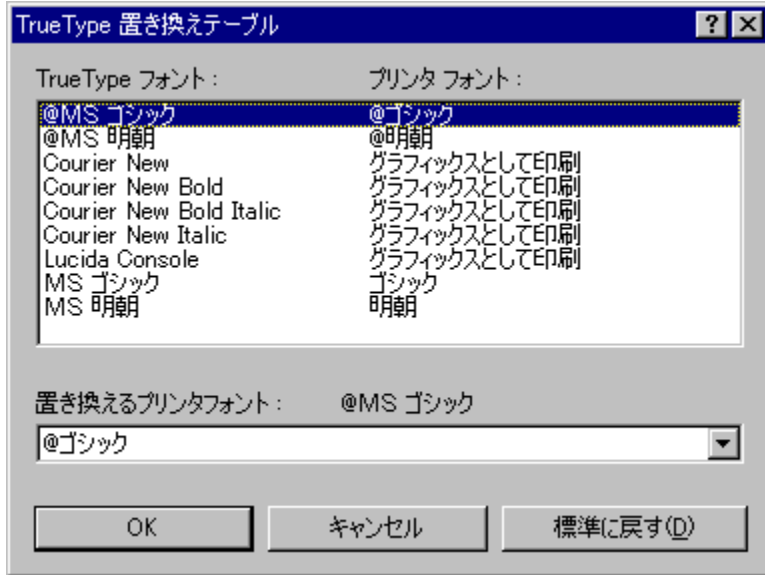 TrueType 置き換えテーブル
TrueType フォント： プリンタ フォント：
@MS ゴシック @ゴシック
@MS 明朝 @明朝
Courier New グラフィックスとして印刷
Courier New Bold グラフィックスとして印刷
Courier New Bold Italic グラフィックスとして印刷
Courier New Italic グラフィックスとして印刷
Lucida Console グラフィックスとして印刷
MS ゴシック ゴシック
MS 明朝 明朝
置き換えるプリンタフォント： @MS ゴシック
@ゴシック
OK キャンセル 標準に戻す(D)